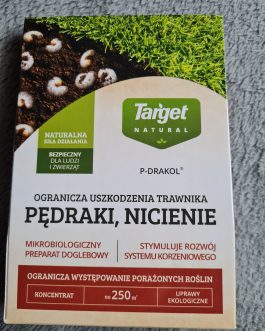 NATURALNA
SIŁA DZIAŁANIA
BEZPIECZNY
DLA LUDZI
I ZWIERZĄT
Target
NATURAL
P-DRAKOL®
OGRANICZA USZKODZENIA TRAWNIKA
PĘDRAKI, NICIENIE
MIKROBIOLOGICZNY
PREPARAT DOGLEBOWY
STYMULUJE ROZWÓJ
SYSTEMU KORZENIOWEGO
OGRANICZA WYSTĘPOWANIE PORAŻONYCH ROŚLIN
KONCENTRAT
na 250 m²
UPRAWY
EKOLOGICZNE